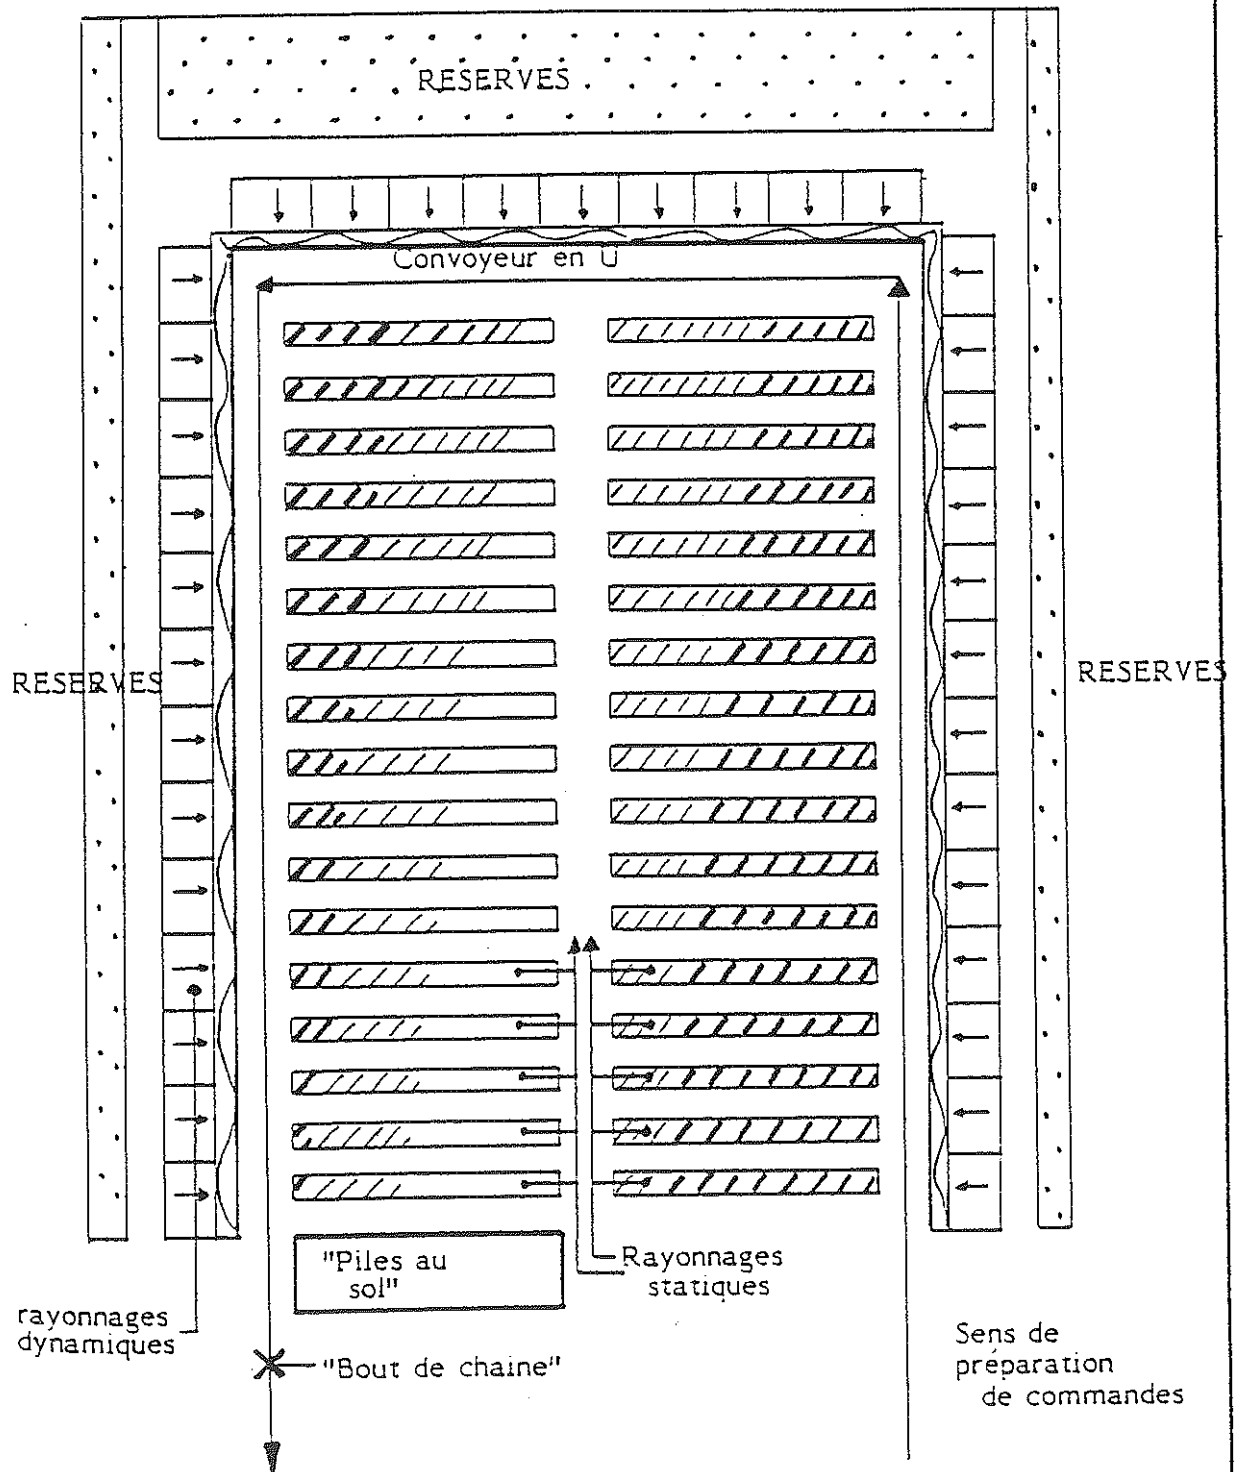 RESERVES
Convoyeur en U
RESERVES
RESERVES
"Piles au
sol"
Rayonnages
statiques
rayonnages
dynamiques
"Bout de chaine"
Sens de
préparation
de commandes